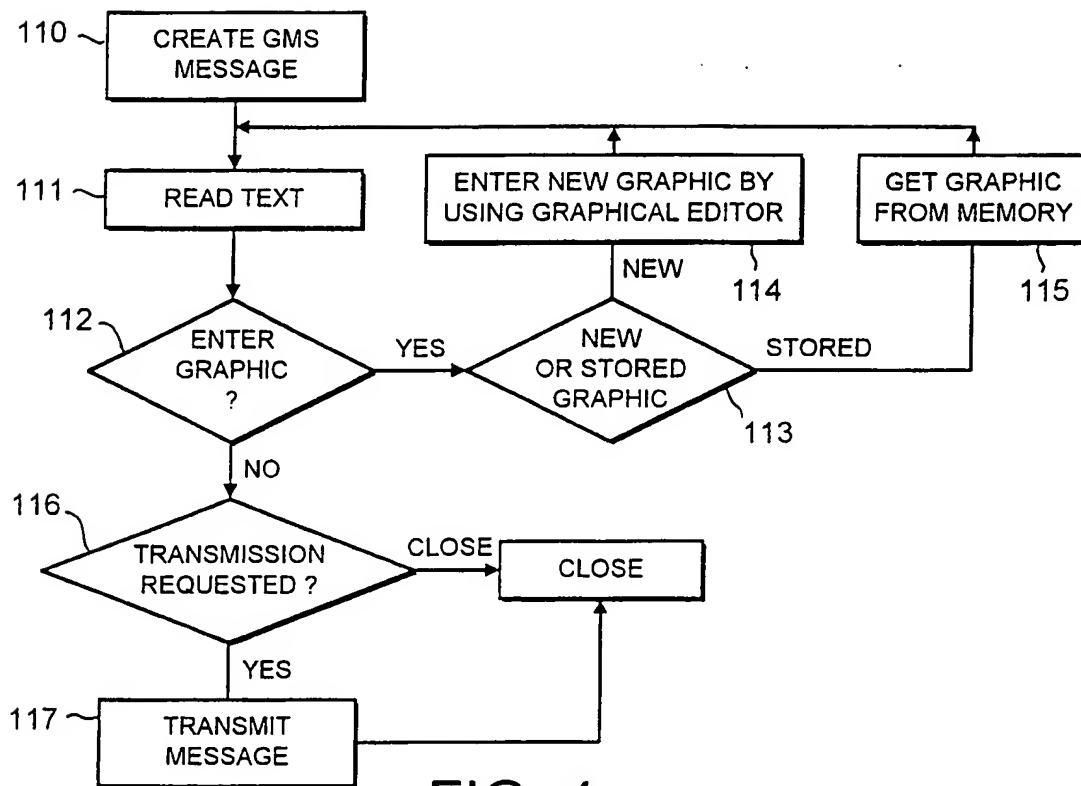 110
CREATE GMS
MESSAGE
111
READ TEXT
ENTER NEW GRAPHIC BY
USING GRAPHICAL EDITOR
114
GET GRAPHIC
FROM MEMORY
115
112
ENTER
GRAPHIC
?
YES
NEW
NEW
OR STORED
GRAPHIC
113
STORED
NO
116
TRANSMISSION
REQUESTED ?
CLOSE
CLOSE
YES
117
TRANSMIT
MESSAGE